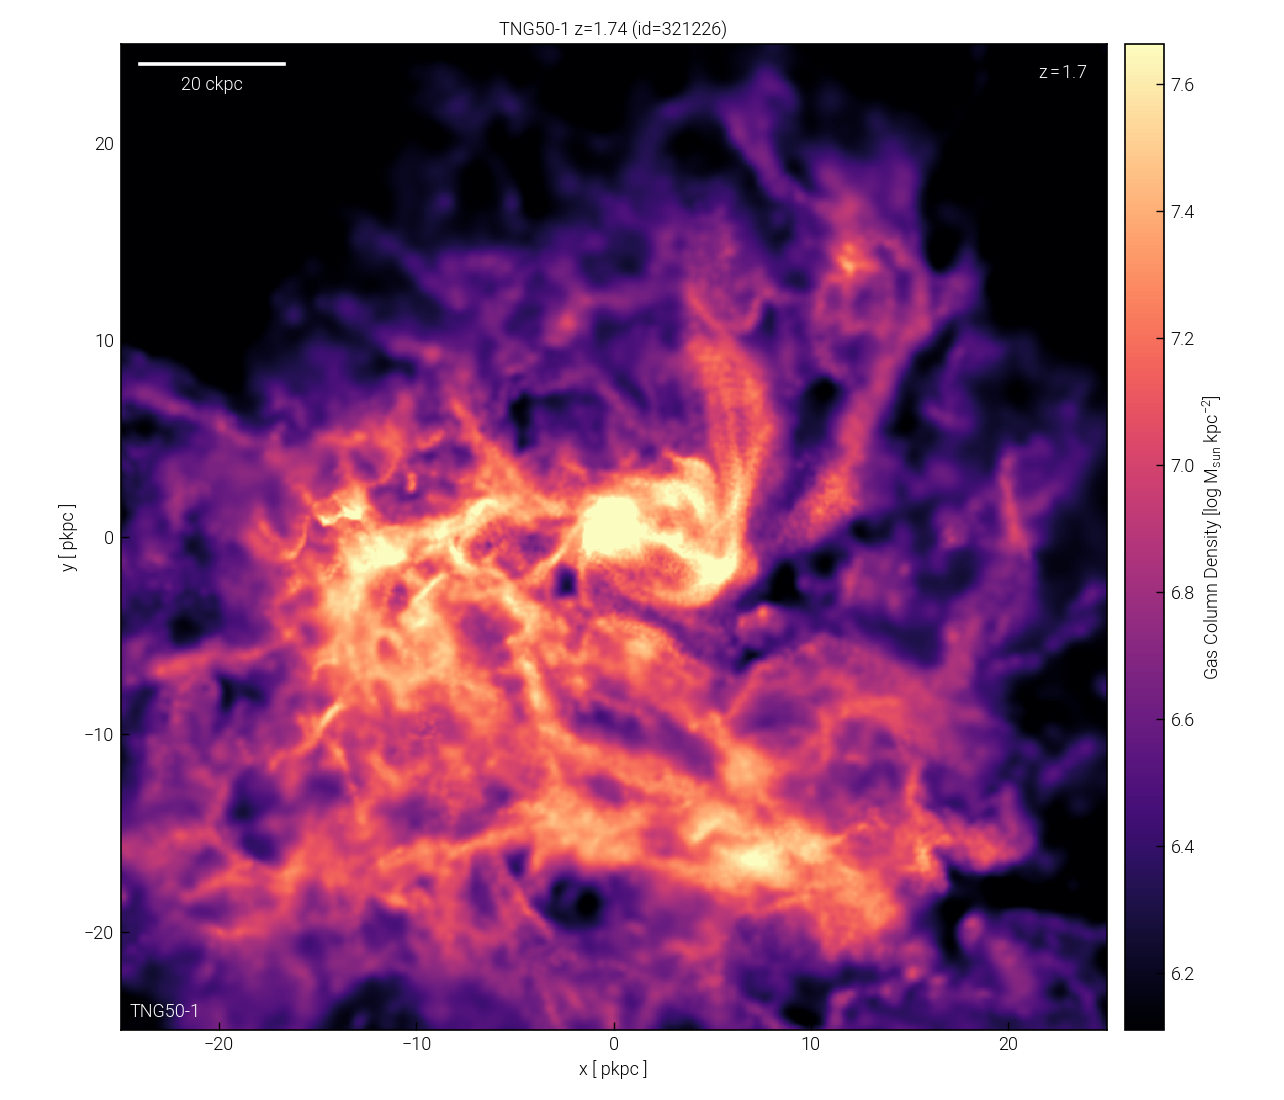 TNG50-1 z=1.74 (id=321226)
20 ckpc
z=1.7
20
10
0
−10
−20
y [ pkpc ]
TNG50-1
−20
−10
0
10
20
x [ pkpc ]
7.6
7.4
7.2
7.0
6.8
6.6
6.4
6.2
Gas Column Density [log M_sun kpc^−2]